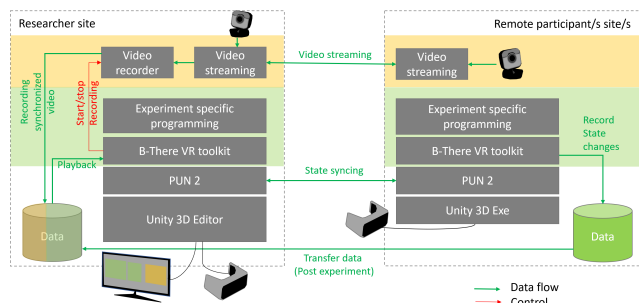 Researcher site
Remote participant/s site/s
Video
recorder
Video
streaming
Video streaming
Video
streaming
Recording
synchronized
video
Start/stop
Recording
Experiment specific
programming
Experiment specific
programming
Record
State
changes
B-There VR toolkit
B-There VR toolkit
Playback
PUN 2
State syncing
PUN 2
Unity 3D Editor
Unity 3D Exe
Data
Data
Transfer data
(Post experiment)
Data flow
Control